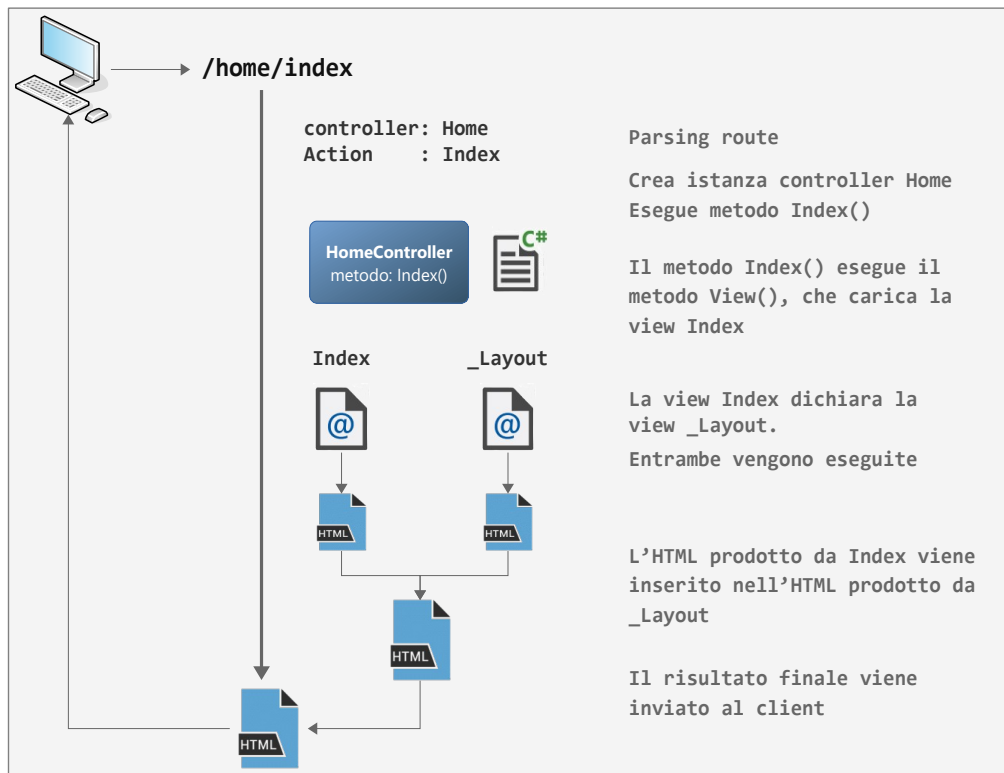 /home/index
controller: Home
Action    : Index
Parsing route
Crea istanza controller Home
Esegue metodo Index()
HomeController
metodo: Index()
C#
Il metodo Index() esegue il
metodo View(), che carica la
view Index
Index
_Layout
@
@
La view Index dichiara la
view _Layout.
Entrambe vengono eseguite
HTML
HTML
L’HTML prodotto da Index viene
inserito nell’HTML prodotto da
_Layout
HTML
Il risultato finale viene
inviato al client
HTML